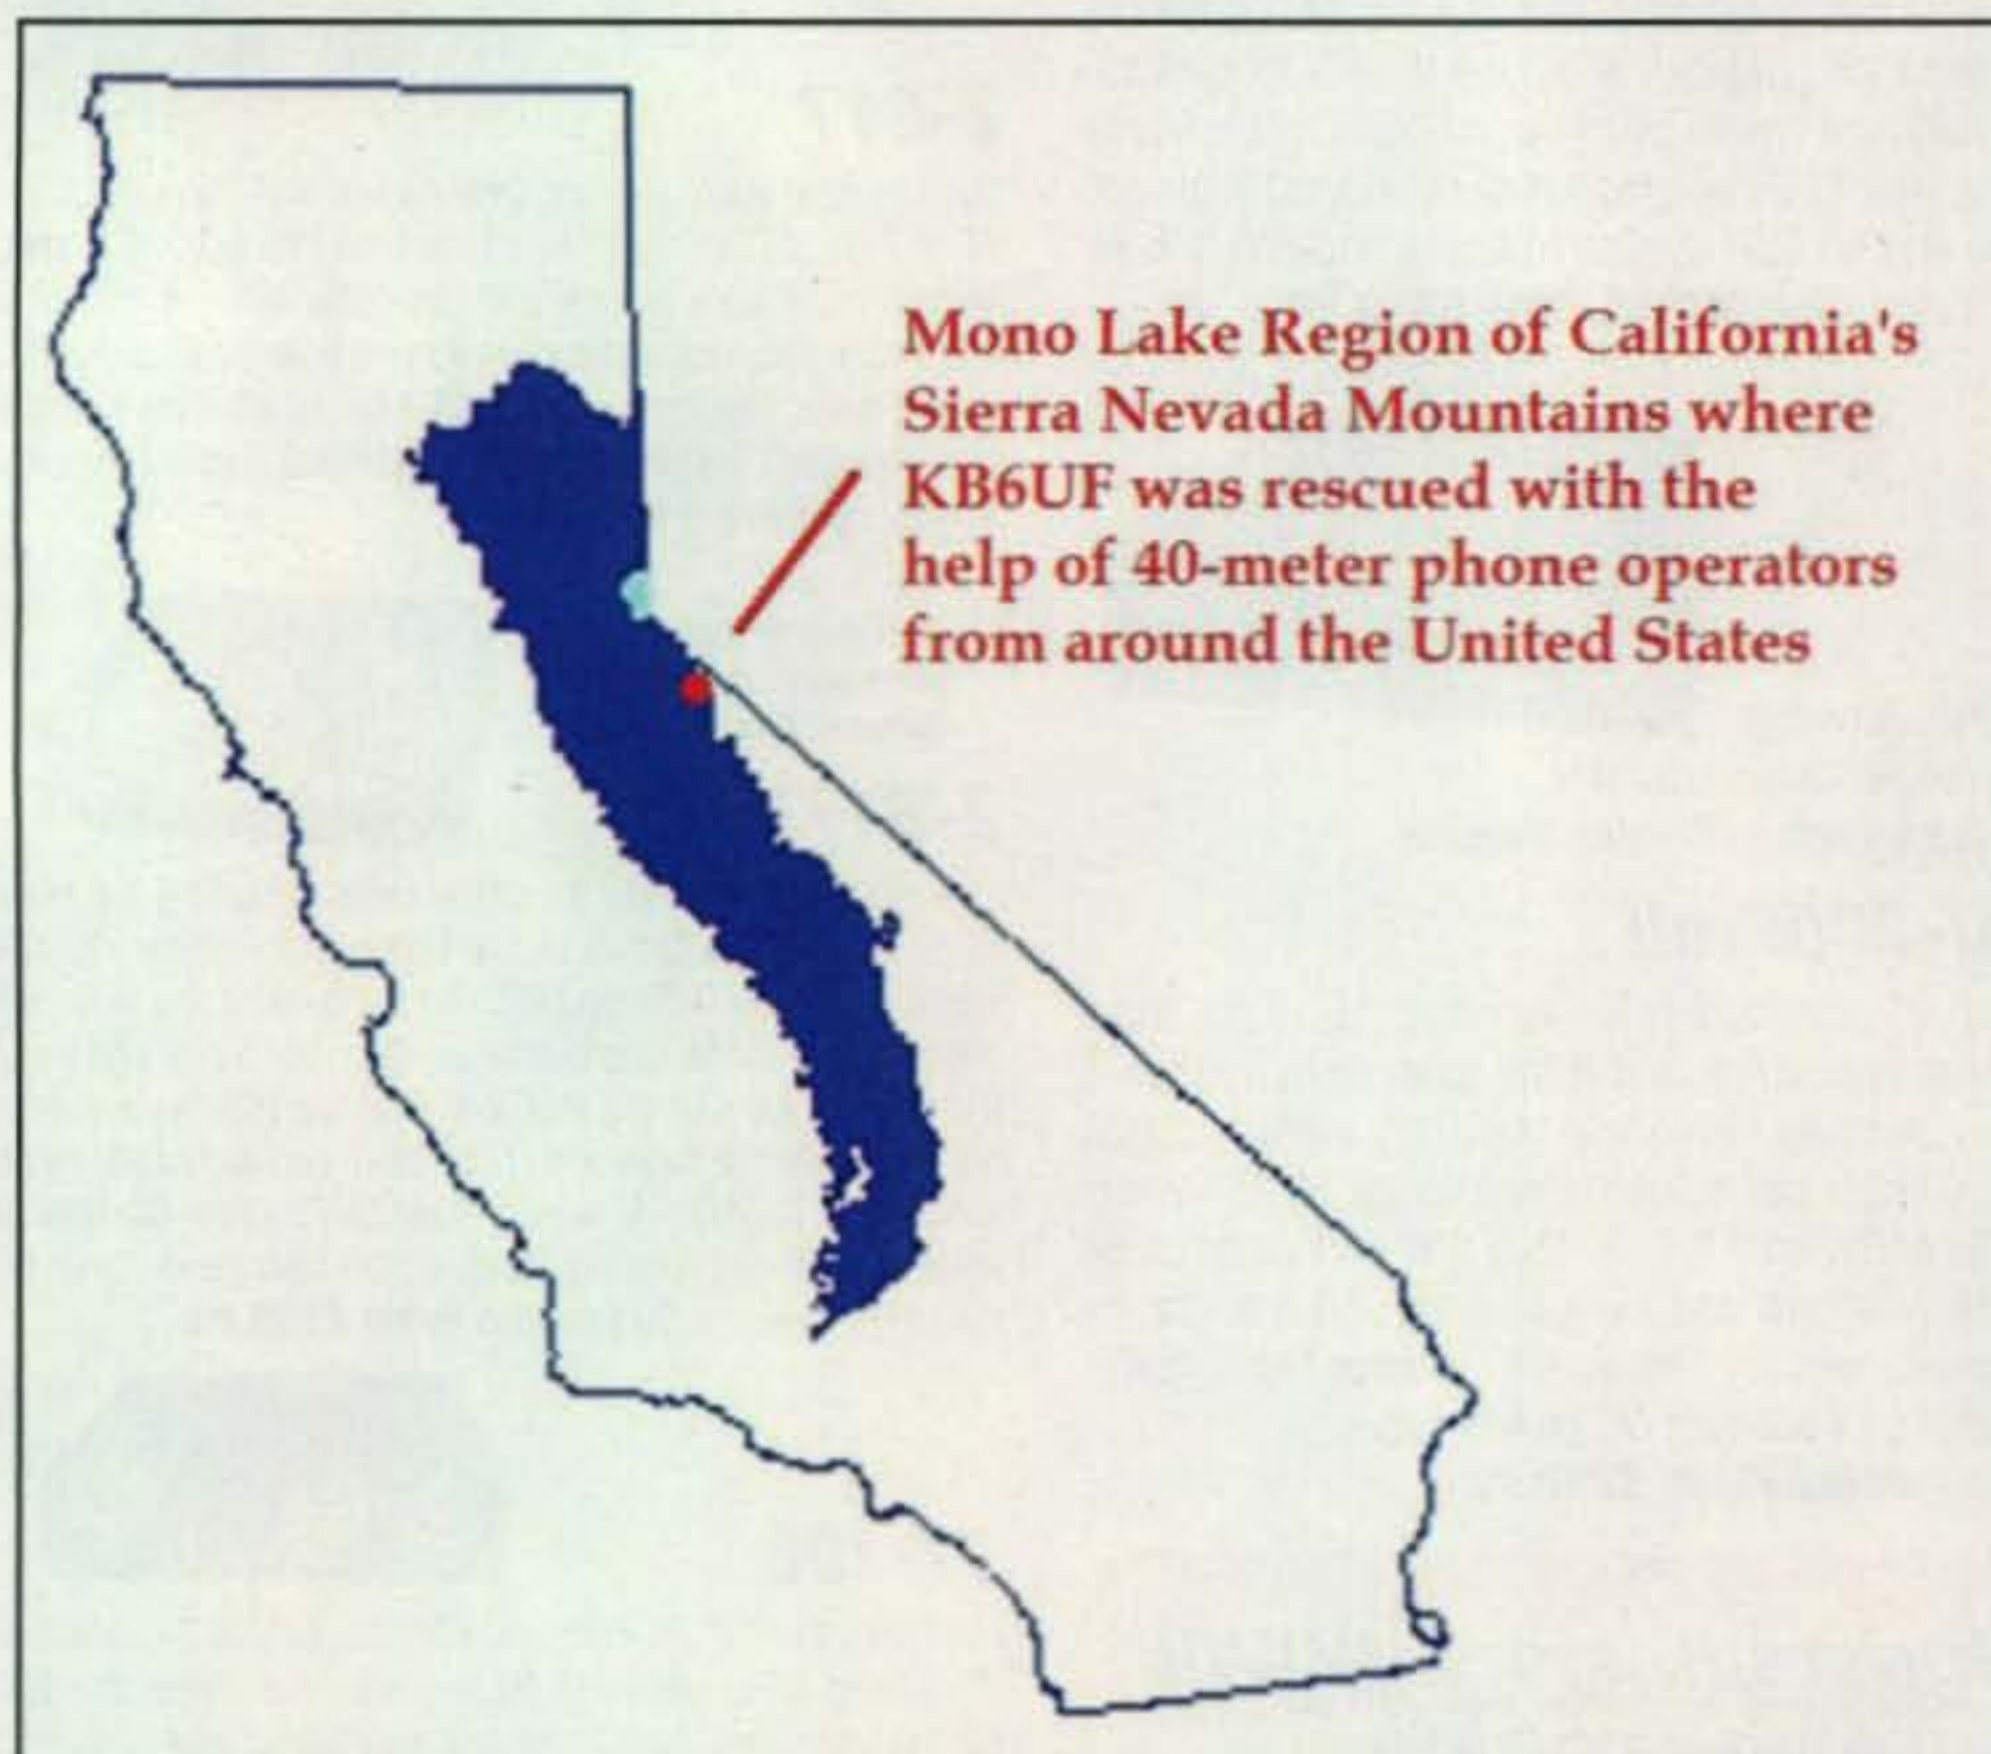 Mono Lake Region of California's
Sierra Nevada Mountains where
KB6UF was rescued with the
help of 40-meter phone operators
from around the United States